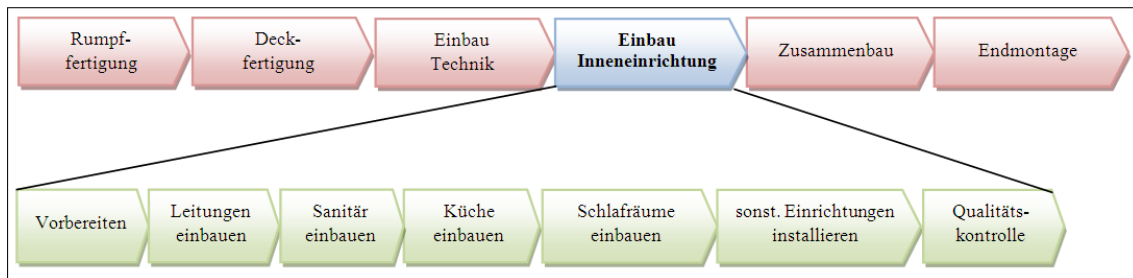 Rumpf-
fertigung
Deck-
fertigung
Einbau
Technik
Einbau
Inneneinrichtung
Zusammenbau
Endmontage
Vorbereiten
Leitungen
einbauen
Sanitär
einbauen
Küche
einbauen
Schlafräume
einbauen
sonst. Einrichtungen
installieren
Qualitäts-
kontrolle